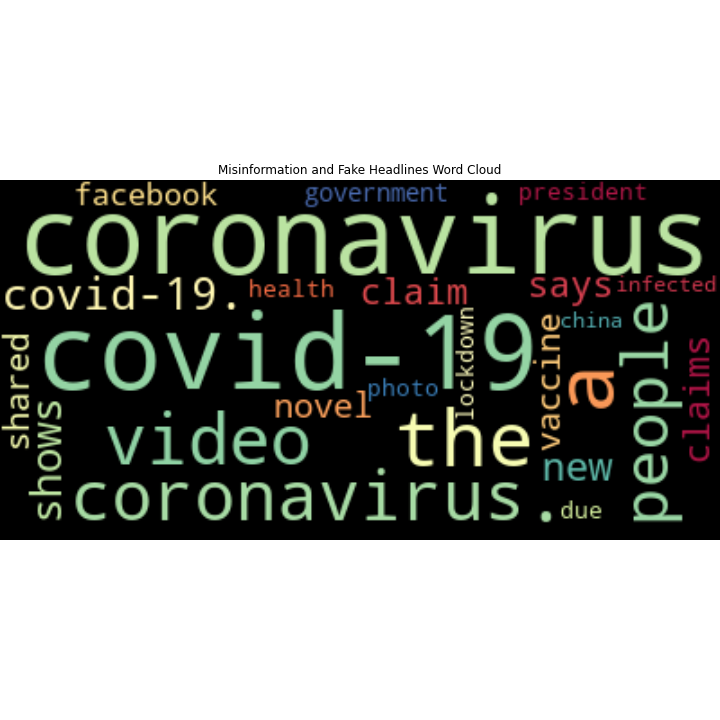 Misinformation and Fake Headlines Word Cloud
facebook
government
president
coronavirus
covid-19.
health
claim
says
infected
covid-19
lockdown
vaccine
china
people
claims
shared
shows
photo
novel
a
video
the
new
coronavirus.
due